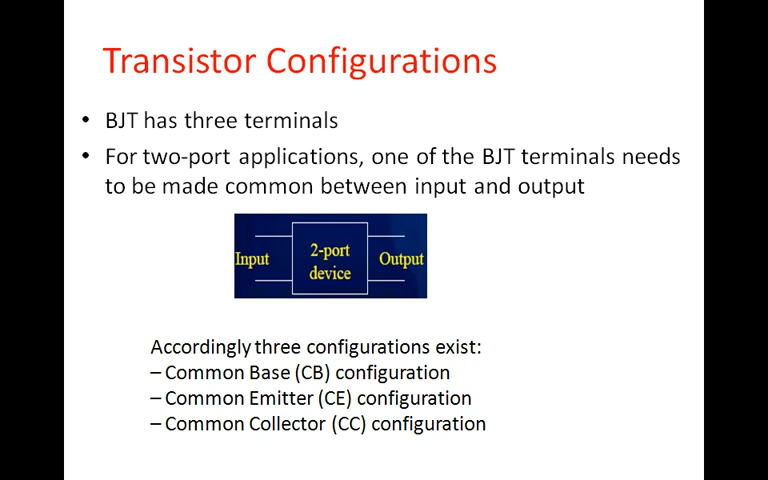 Transistor Configurations
• BJT has three terminals
• For two-port applications, one of the BJT terminals needs
to be made common between input and output
Input 2-port device Output
Accordingly three configurations exist:
– Common Base (CB) configuration
– Common Emitter (CE) configuration
– Common Collector (CC) configuration